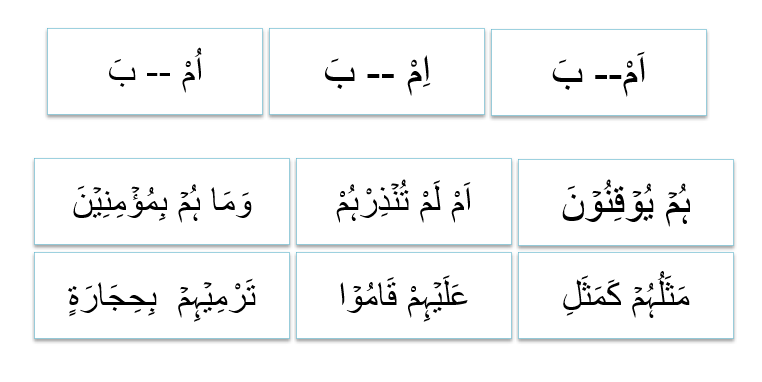 اَمْ-- بَ اِمْ -- بَ اُمْ -- بَ
ہُمۡ یُوۡقِنُوۡنَ اَمْ لَمْ تُنۡذِرْہُمْ وَمَا ہُمۡ بِمُؤۡمِنِیۡنَ
مَثَلُہُمۡ کَمَثَلِ عَلَیۡہِمْ قَامُوۡا تَرْمِیۡہِمۡ بِحِجَارَةٍ